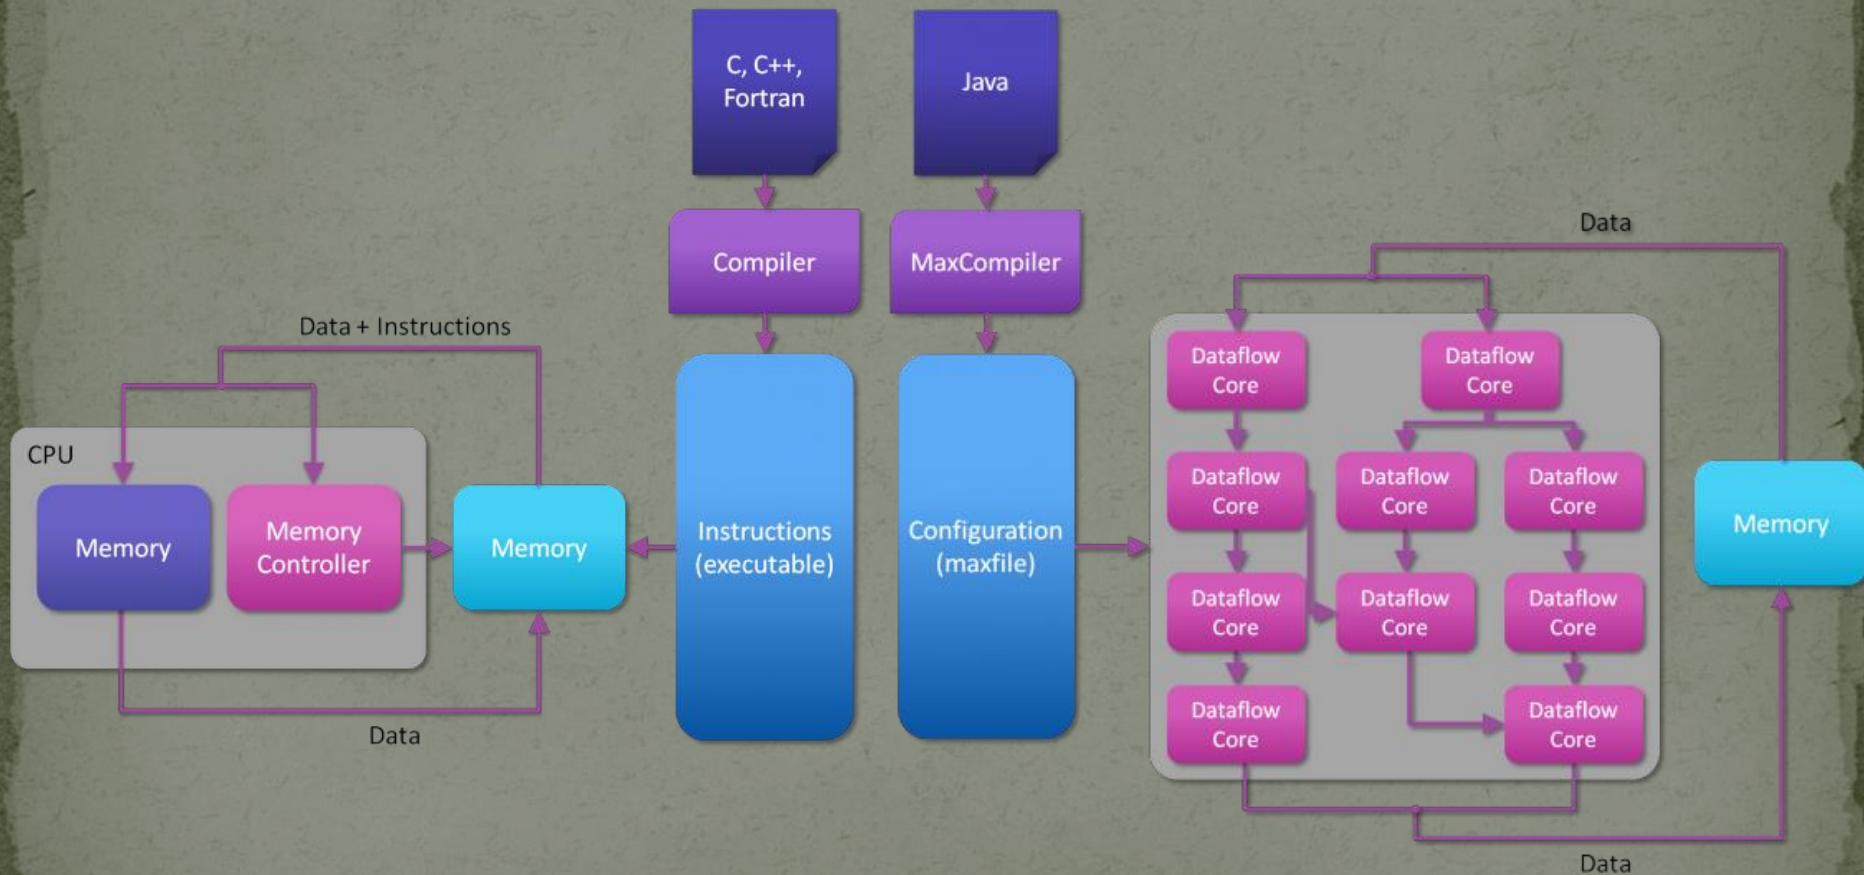 C, C++,
Fortran
Java
Compiler
MaxCompiler
Data
Data + Instructions
CPU
Memory
Memory
Controller
Memory
Instructions
(executable)
Configuration
(maxfile)
Dataflow
Core
Dataflow
Core
Dataflow
Core
Dataflow
Core
Dataflow
Core
Dataflow
Core
Dataflow
Core
Dataflow
Core
Dataflow
Core
Dataflow
Core
Memory
Data
Data